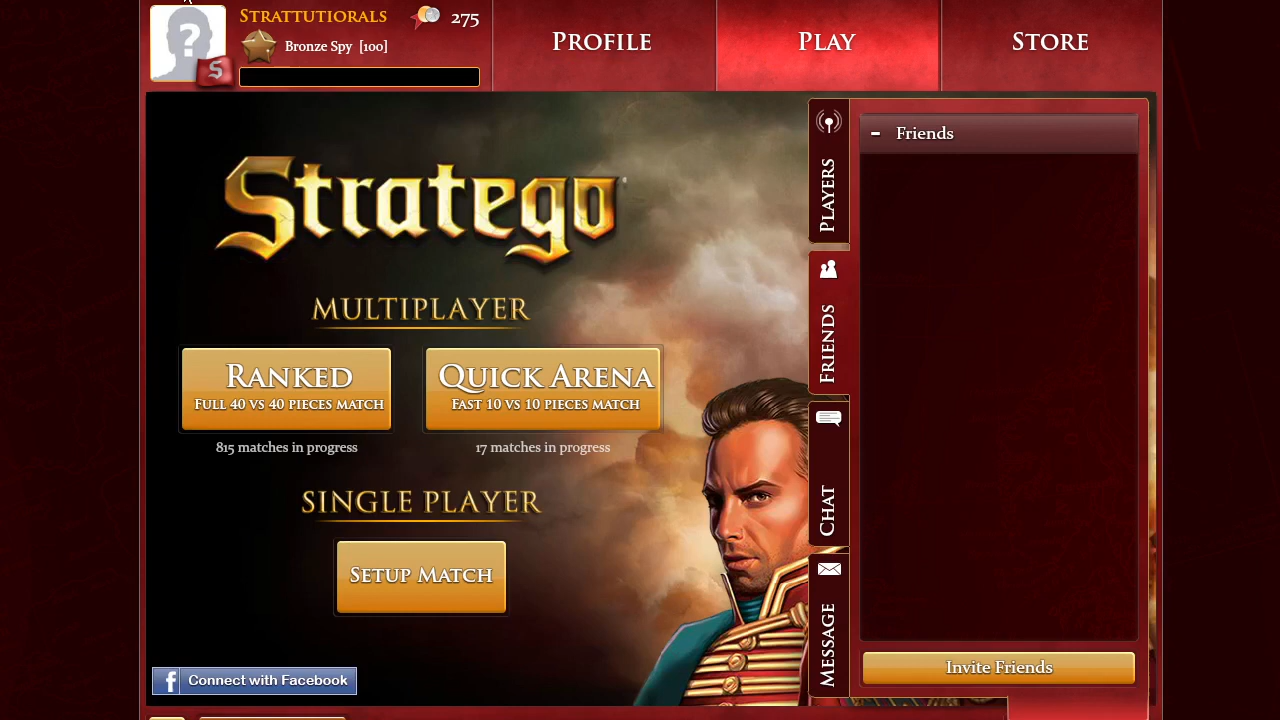 STRATTUTIORALS
275
Bronze Spy [100]
S
PROFILE
PLAY
STORE
Stratego
MULTIPLAYER
RANKED
FULL 40 VS 40 PIECES MATCH
QUICK ARENA
FAST 10 VS 10 PIECES MATCH
815 matches in progress
17 matches in progress
SINGLE PLAYER
SETUP MATCH
f Connect with Facebook
PLAYERS
FRIENDS
CHAT
MESSAGE
- Friends
Invite Friends